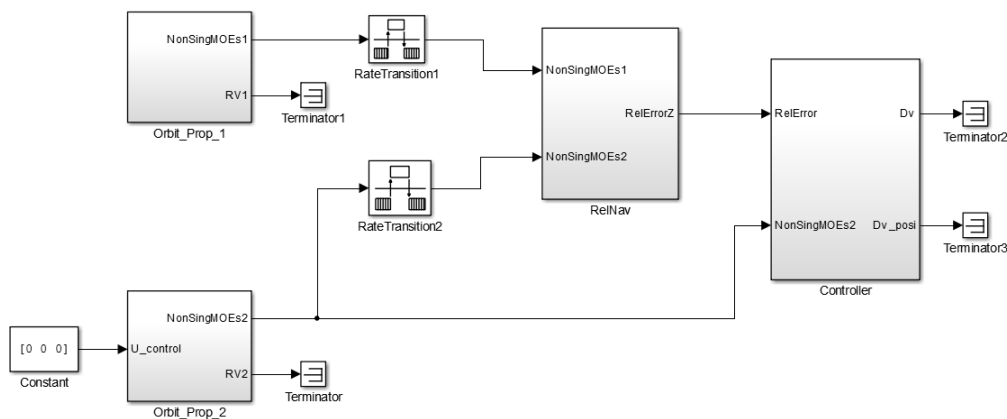 NonSingMOEs1
RV1
Orbit_Prop_1
RateTransition1
Terminator1
NonSingMOEs1
RelErrorZ
NonSingMOEs2
RelNav
RateTransition2
RelError
Dv
NonSingMOEs2
Dv_posi
Controller
Terminator2
Terminator3
[0 0 0]
Constant
U_control
NonSingMOEs2
RV2
Orbit_Prop_2
Terminator